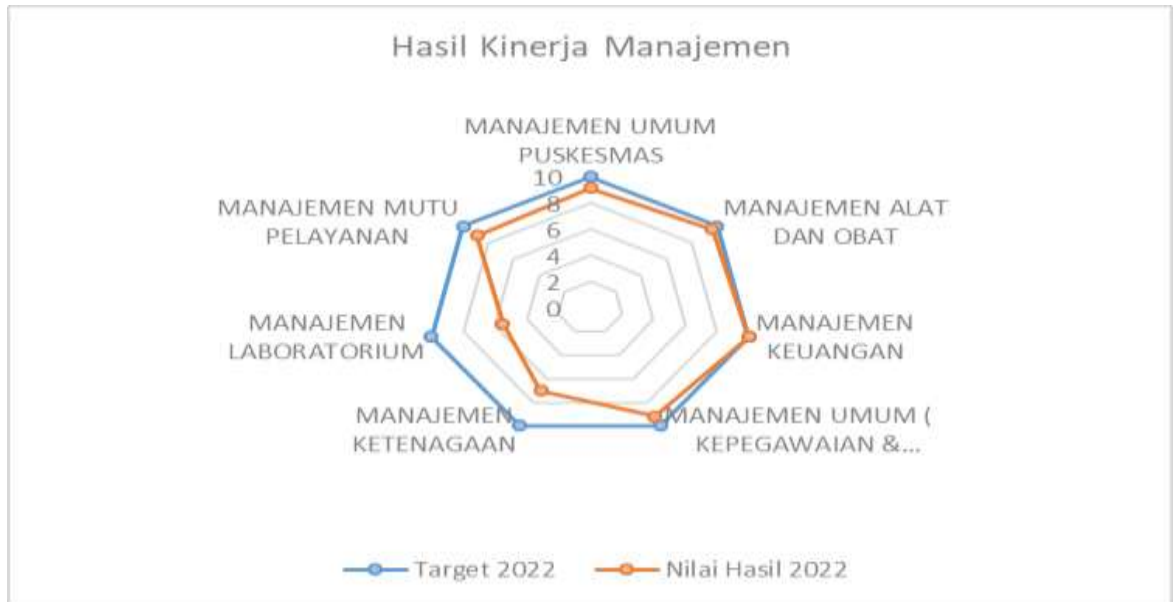 Hasil Kinerja Manajemen
MANAJEMEN UMUM
PUSKESMAS
10
8
6
4
2
0
MANAJEMEN ALAT
DAN OBAT
MANAJEMEN
KEUANGAN
MANAJEMEN UMUM (
KEPEGAWAIAN &...
MANAJEMEN
KETENAGAAN
MANAJEMEN
LABORATORIUM
MANAJEMEN MUTU
PELAYANAN
Target 2022
Nilai Hasil 2022